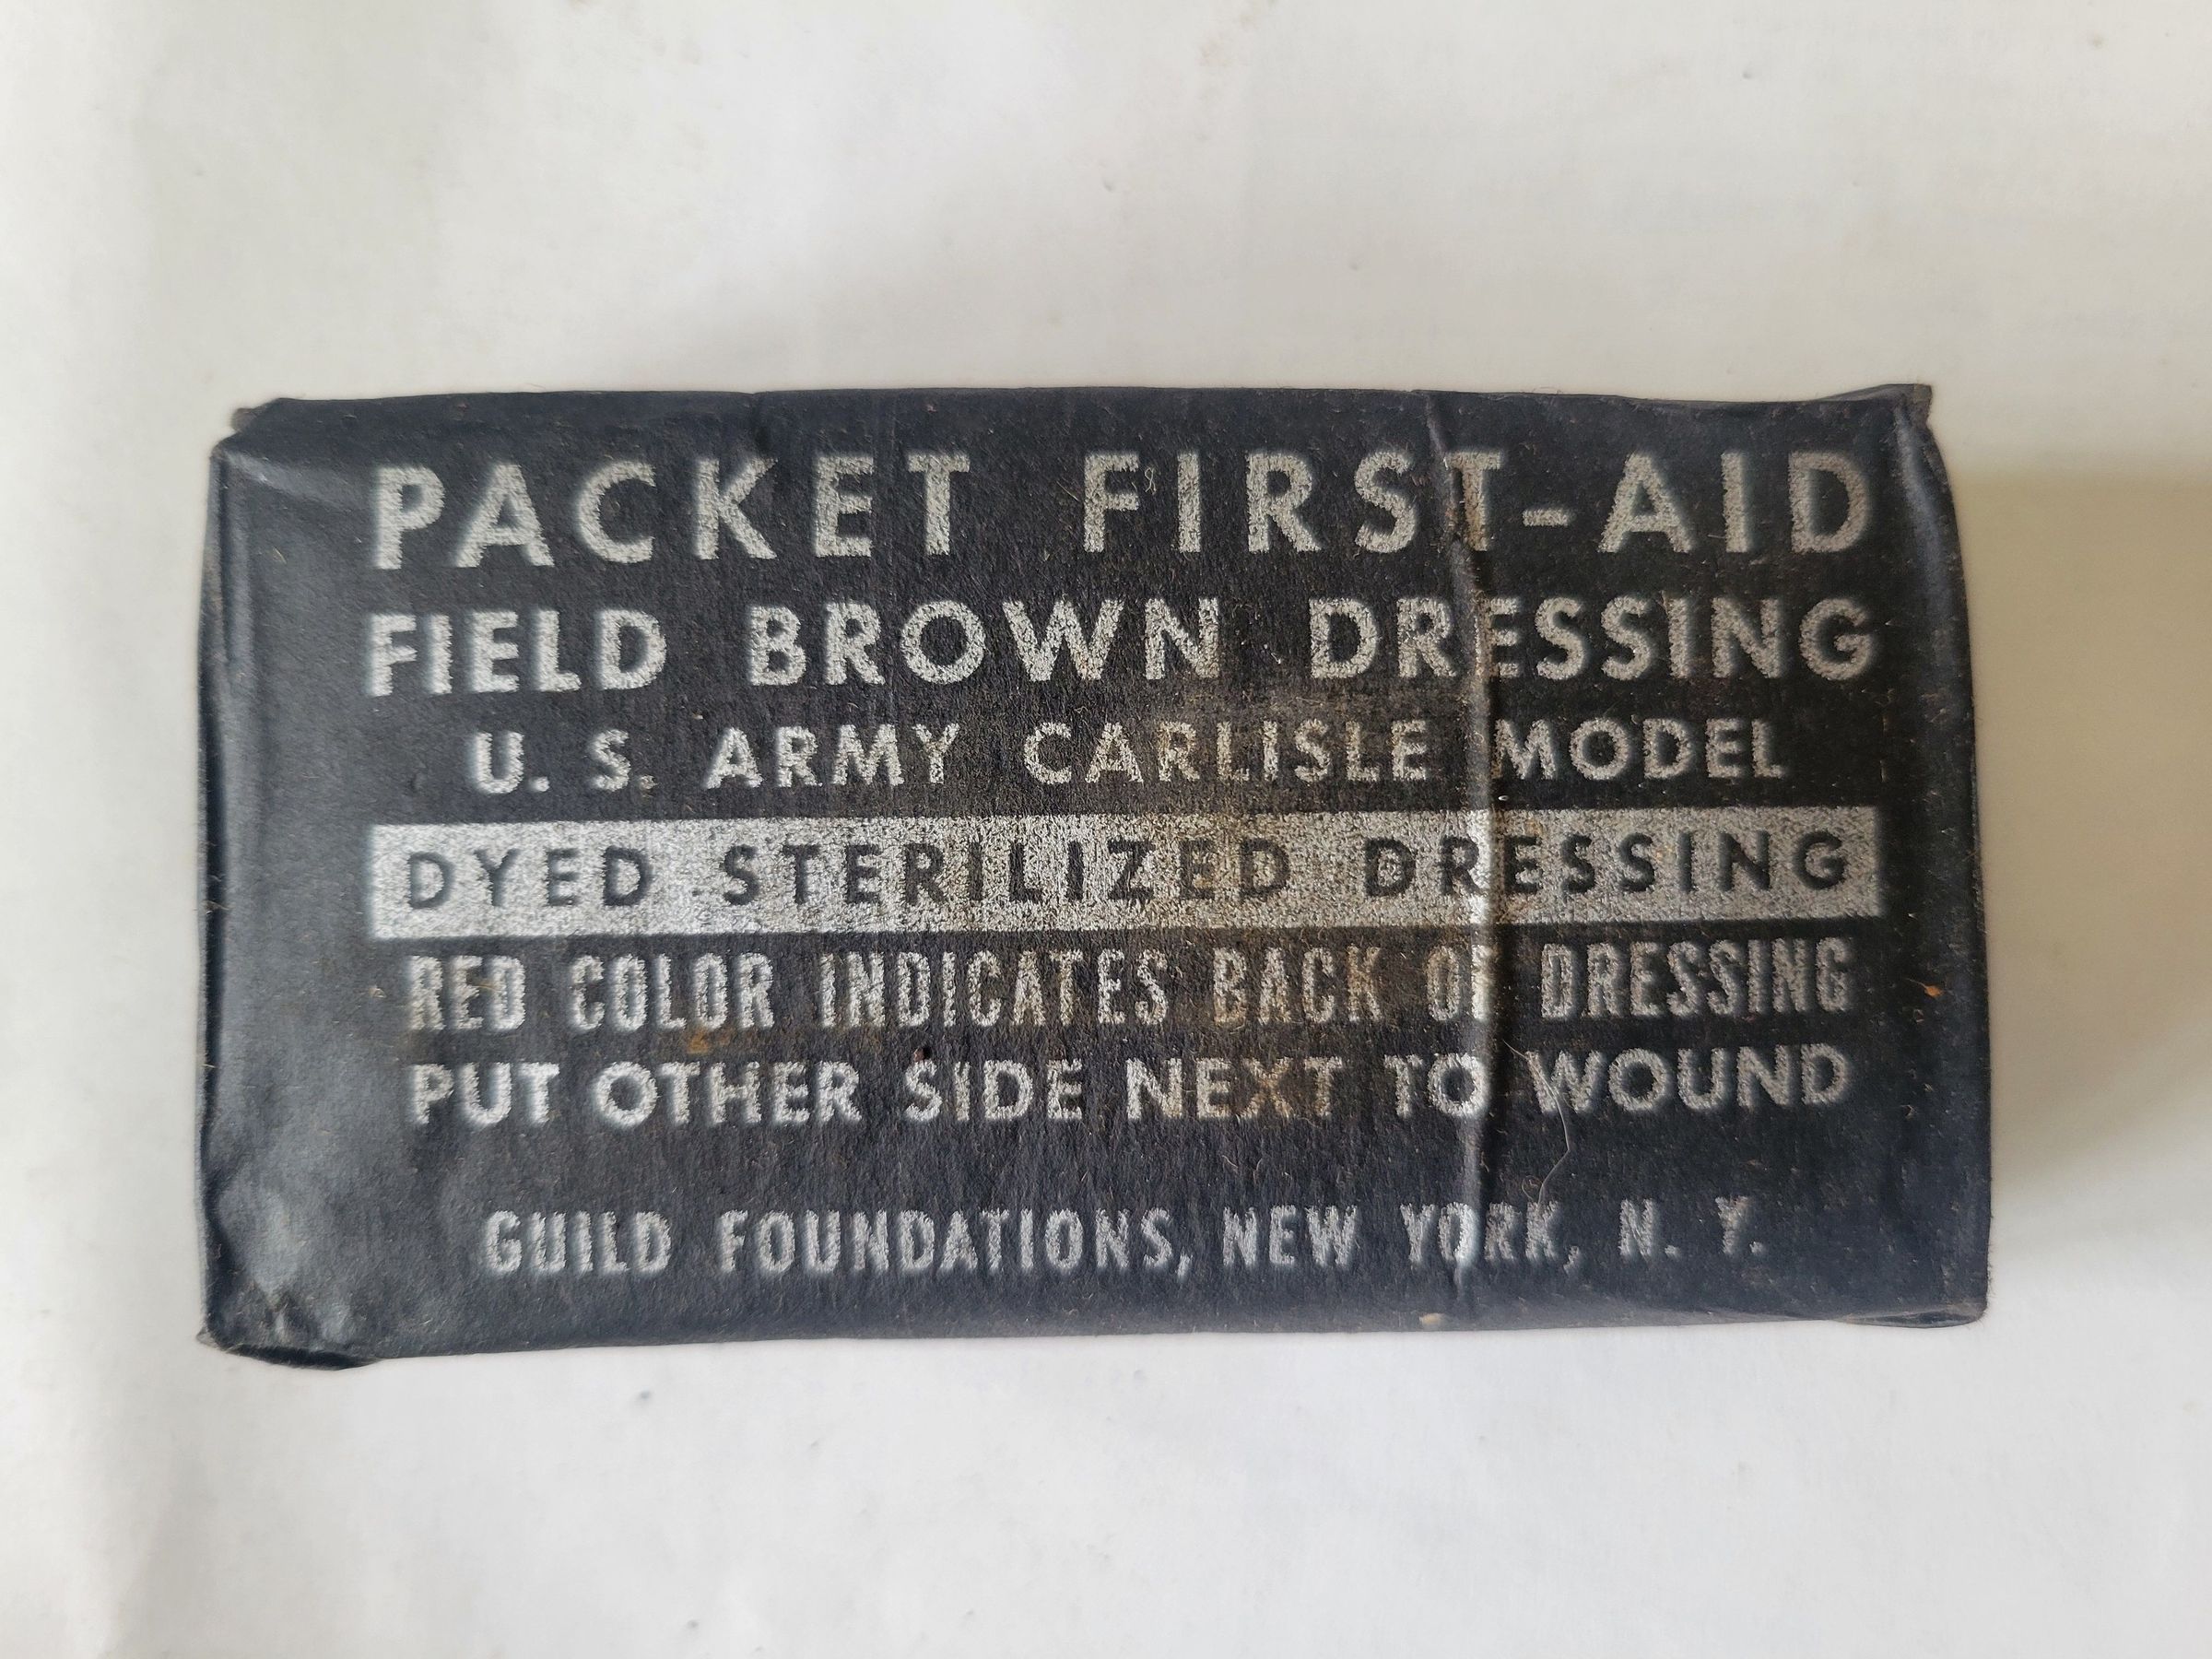 PACKET FIRST-AID
FIELD BROWN DRESSING
U. S. ARMY CARLISLE MODEL
DYED STERILIZED DRESSING
RED COLOR INDICATES BACK OF DRESSING
PUT OTHER SIDE NEXT TO WOUND
GUILD FOUNDATIONS, NEW YORK, N. Y.